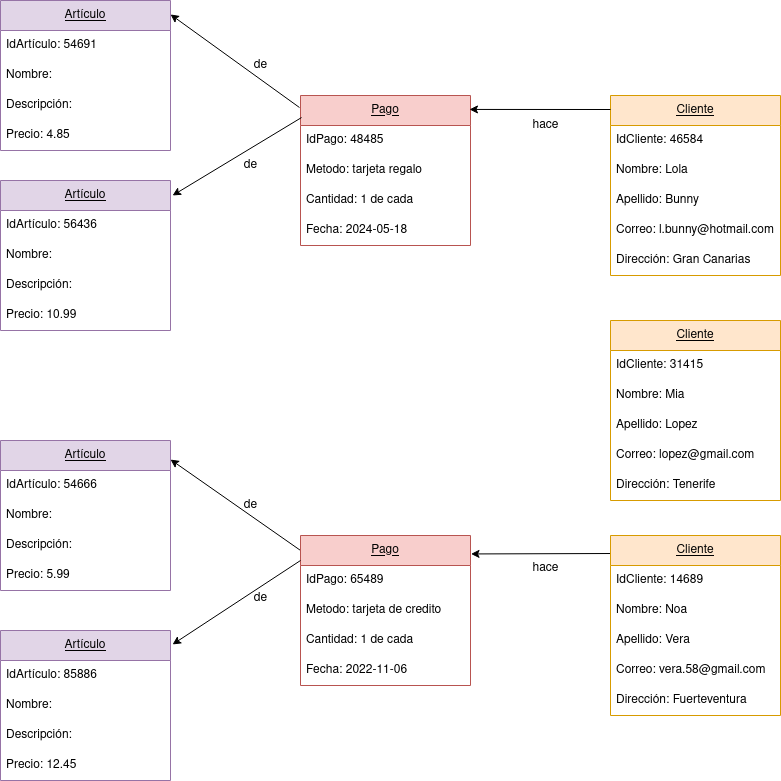 Artículo
IdArtículo: 54691
Nombre:
Descripción:
Precio: 4.85
de
de
Pago
IdPago: 48485
Metodo: tarjeta regalo
Cantidad: 1 de cada
Fecha: 2024-05-18
hace
Cliente
IdCliente: 46584
Nombre: Lola
Apellido: Bunny
Correo: l.bunny@hotmail.com
Dirección: Gran Canarias
Artículo
IdArtículo: 56436
Nombre:
Descripción:
Precio: 10.99
Cliente
IdCliente: 31415
Nombre: Mia
Apellido: Lopez
Correo: lopez@gmail.com
Dirección: Tenerife
Artículo
IdArtículo: 54666
Nombre:
Descripción:
Precio: 5.99
de
de
Pago
IdPago: 65489
Metodo: tarjeta de credito
Cantidad: 1 de cada
Fecha: 2022-11-06
hace
Cliente
IdCliente: 14689
Nombre: Noa
Apellido: Vera
Correo: vera.58@gmail.com
Dirección: Fuerteventura
Artículo
IdArtículo: 85886
Nombre:
Descripción:
Precio: 12.45